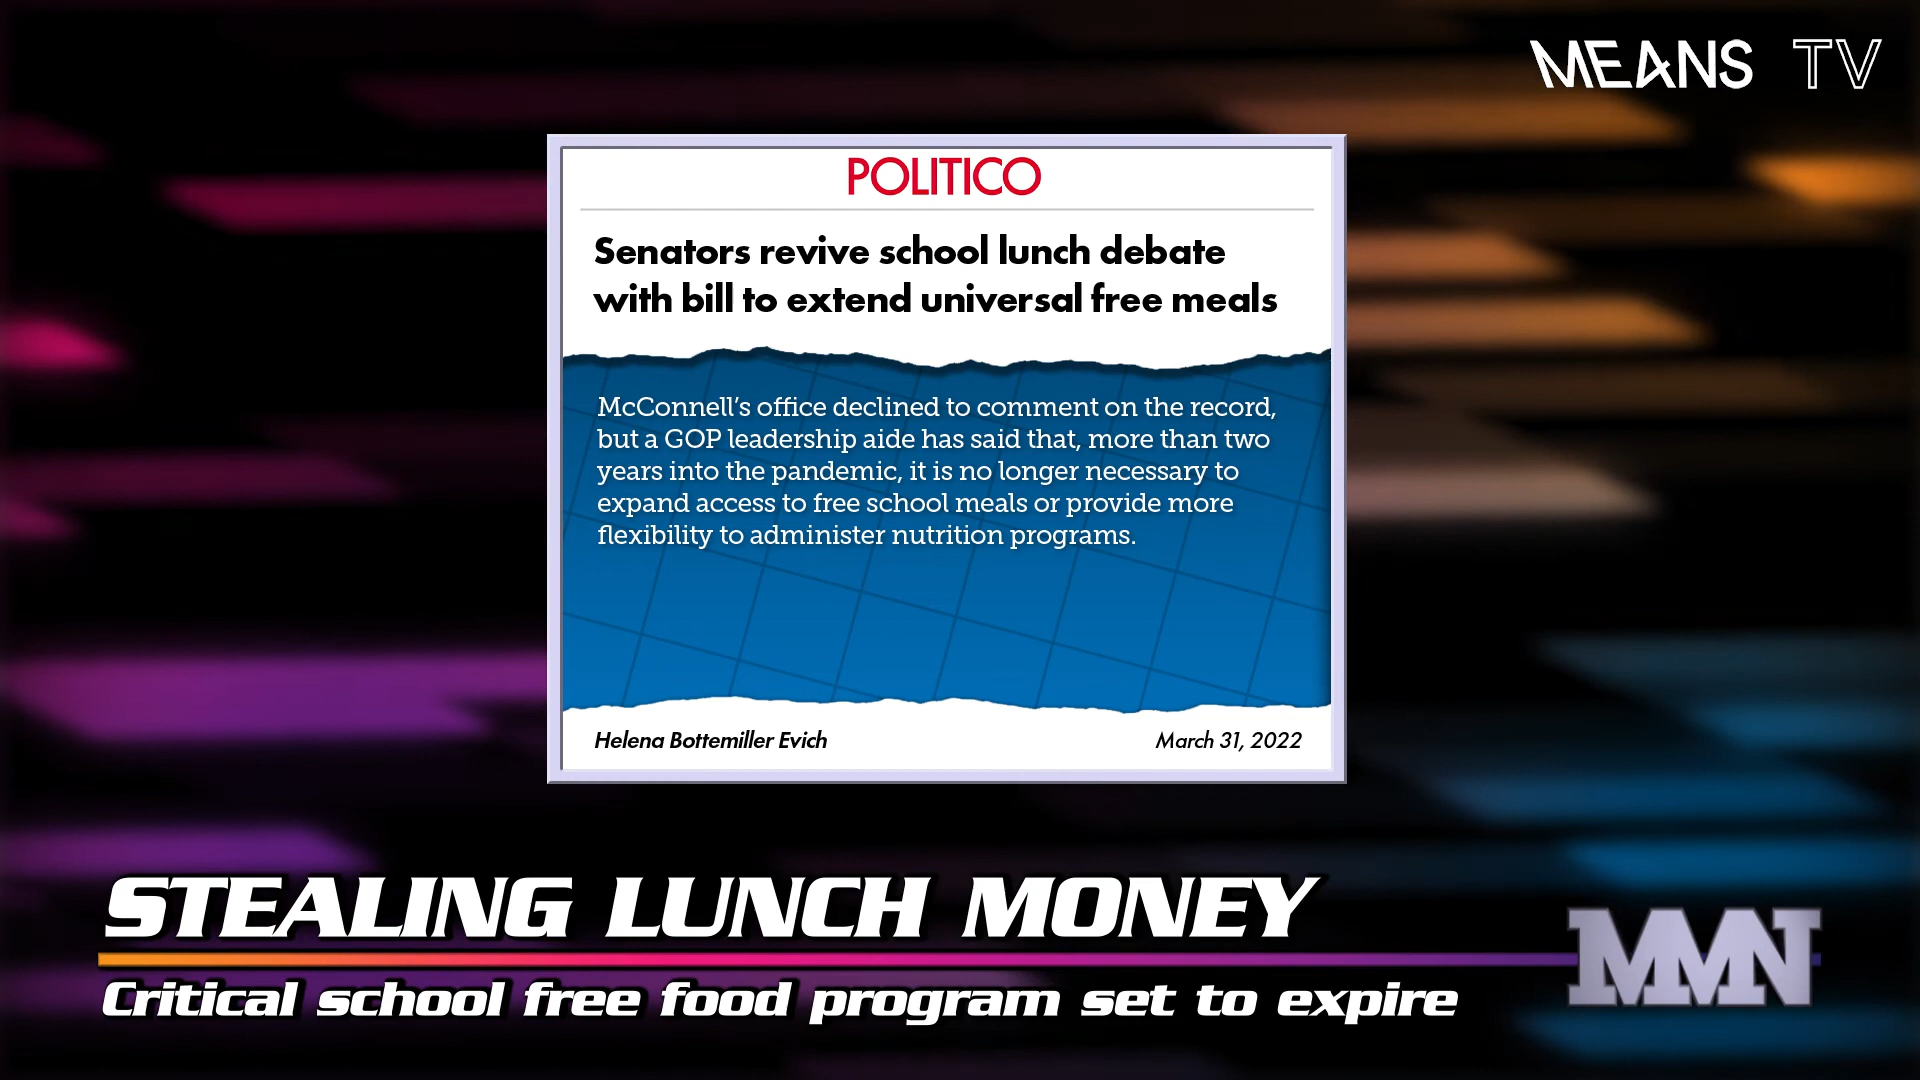 MEANS TV
POLITICO
Senators revive school lunch debate
with bill to extend universal free meals
McConnell’s office declined to comment on the record,
but a GOP leadership aide has said that, more than two
years into the pandemic, it is no longer necessary to
expand access to free school meals or provide more
flexibility to administer nutrition programs.
Helena Bottemiller Evich March 31, 2022
STEALING LUNCH MONEY
MMN
Critical school free food program set to expire